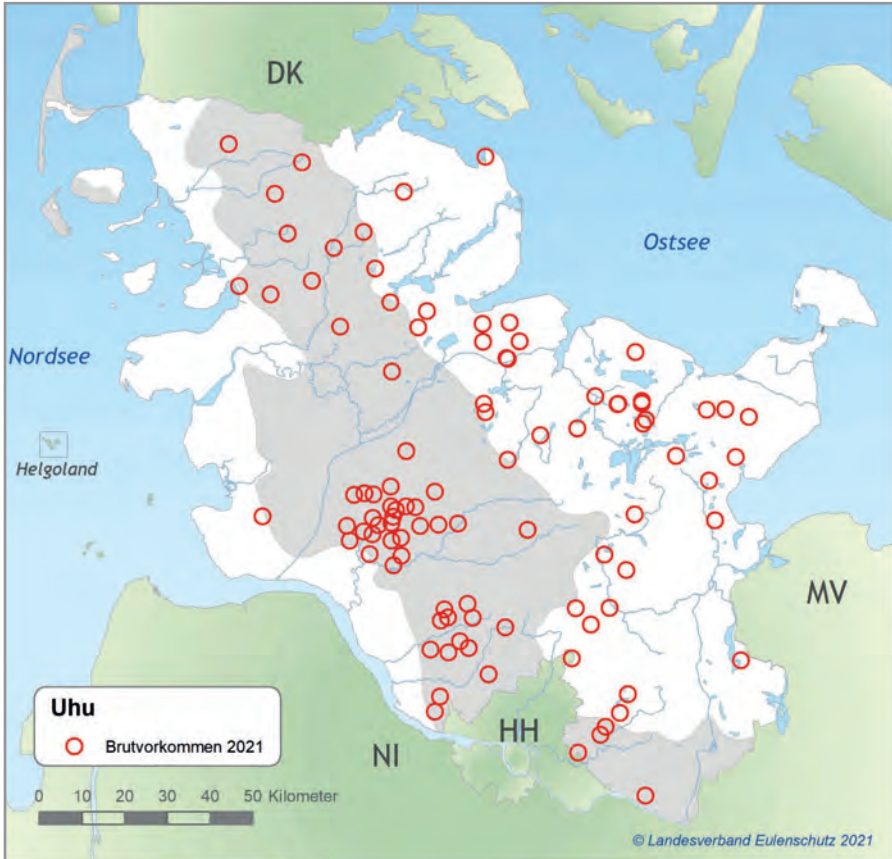 DK
Ostsee
Nordsee
Helgoland
MV
HH
NI
Uhu
Brutvorkommen 2021
0 10 20 30 40 50 Kilometer
© Landesverband Eulenschutz 2021